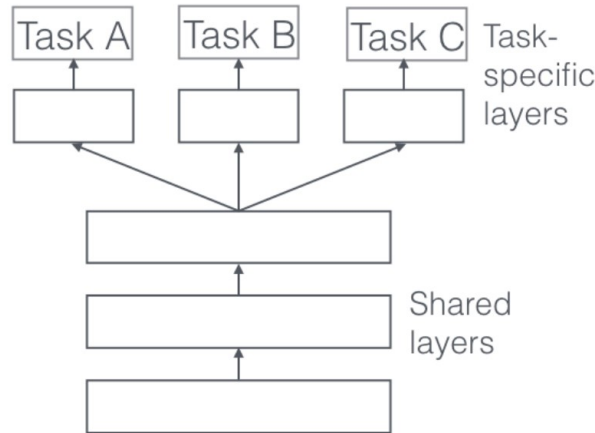 Task A
Task B
Task C
Task-
specific
layers
Shared
layers